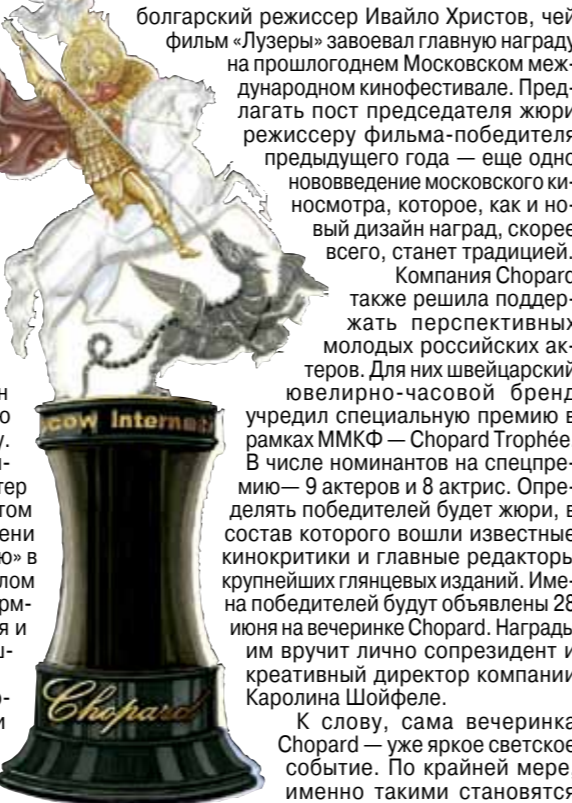 болгарский режиссер Ивайло Христов, чей
фильм «Лузеры» завоевал главную награду
на прошлогоднем Московском меж-
дународном кинофестивале. Пред-
лагать пост председателя жюри
режиссеру фильма-победителя
предыдущего года — еще одно
нововведение московского ки-
носмотра, которое, как и но-
вый дизайн наград, скорее
всего, станет традицией.
Компания Chopard
также решила поддер-
жать перспективных
молодых российских ак-
теров. Для них швейцарский
ювелирно-часовой бренд
учредил специальную премию в
рамках ММКФ — Chopard Trophée.
В числе номинантов на спецпре-
мию— 9 актеров и 8 актрис. Опре-
делять победителей будет жюри, в
состав которого вошли известные
кинокритики и главные редакторы
крупнейших глянцевых изданий. Име-
на победителей будут объявлены 28
июня на вечеринке Chopard. Награды
им вручит лично сопрезидент и
креативный директор компании
Каролина Шойфеле.
К слову, сама вечеринка
Chopard — уже яркое светское
событие. По крайней мере,
именно такими становятся
scow Internet
Chopard